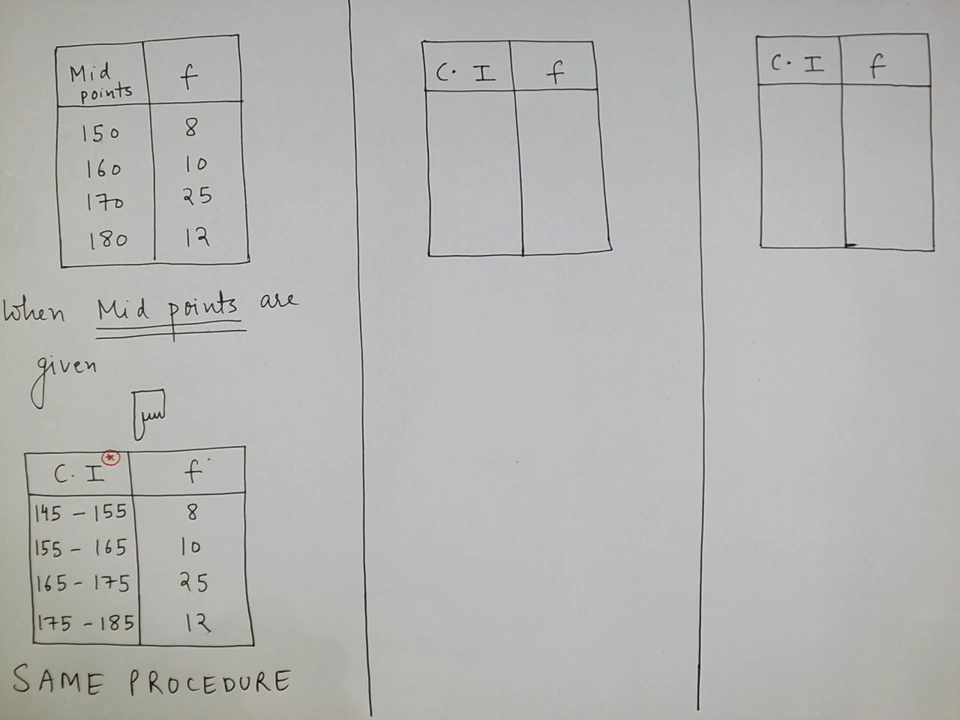 Mid points f
150 8
160 10
170 25
180 12
When Mid points are
given
C. I f
145 - 155 8
155 - 165 10
165 - 175 25
175 - 185 12
SAME PROCEDURE
C. I f
C. I f